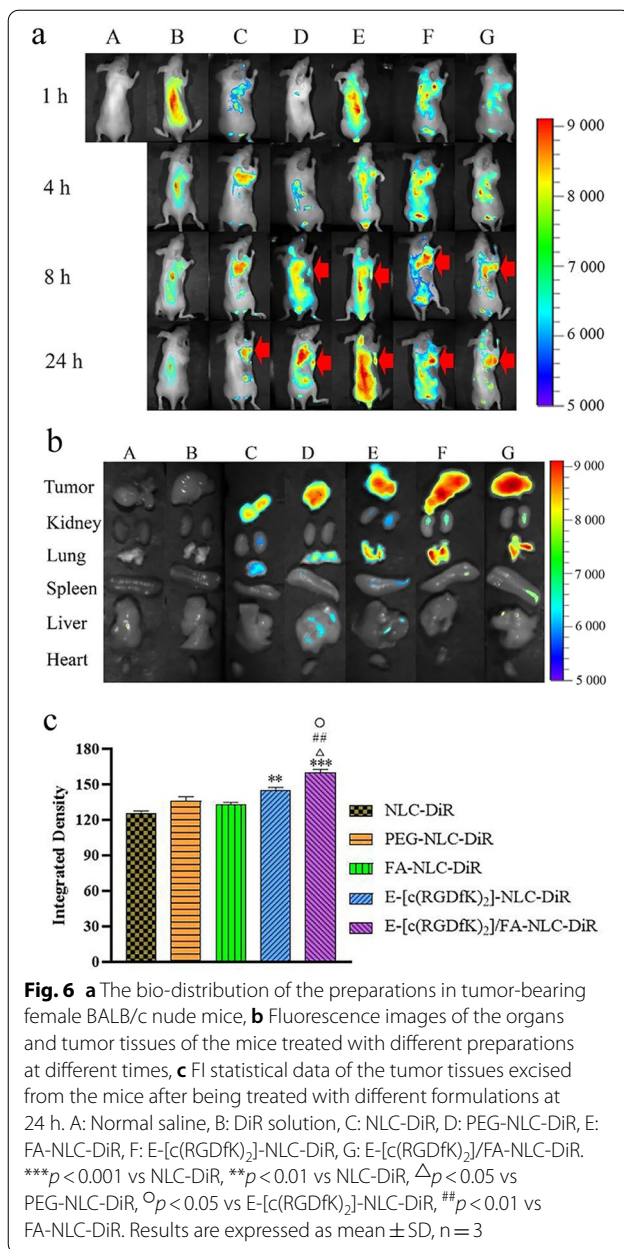 a
A B C D E F G
1 h
4 h
8 h
24 h
9 000
8 000
7 000
6 000
5 000
b
A B C D E F G
Tumor
Kidney
Lung
Spleen
Liver
Heart
9 000
8 000
7 000
6 000
5 000
c
Integrated Density
180
150
120
90
60
30
0
**
○
##
△
***
NLC-DiR
PEG-NLC-DiR
FA-NLC-DiR
E-[c(RGDfK)₂]-NLC-DiR
E-[c(RGDfK)₂]/FA-NLC-DiR
Fig. 6 a The bio-distribution of the preparations in tumor-bearing
female BALB/c nude mice, b Fluorescence images of the organs
and tumor tissues of the mice treated with different preparations
at different times, c FI statistical data of the tumor tissues excised
from the mice after being treated with different formulations at
24 h. A: Normal saline, B: DiR solution, C: NLC-DiR, D: PEG-NLC-DiR, E:
FA-NLC-DiR, F: E-[c(RGDfK)₂]-NLC-DiR, G: E-[c(RGDfK)₂]/FA-NLC-DiR.
***p < 0.001 vs NLC-DiR, **p < 0.01 vs NLC-DiR, △p < 0.05 vs
PEG-NLC-DiR, ○p < 0.05 vs E-[c(RGDfK)₂]-NLC-DiR, ##p < 0.01 vs
FA-NLC-DiR. Results are expressed as mean ± SD, n = 3